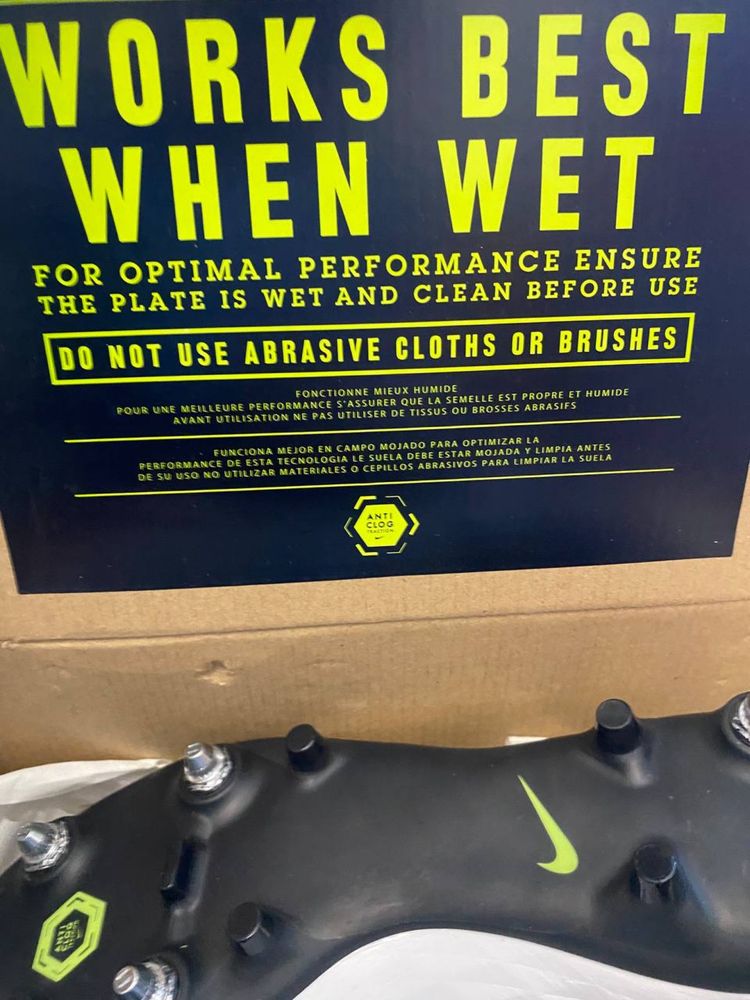 WORKS BEST
WHEN WET
FOR OPTIMAL PERFORMANCE ENSURE
THE PLATE IS WET AND CLEAN BEFORE USE
DO NOT USE ABRASIVE CLOTHS OR BRUSHES
FONCTIONNE MIEUX HUMIDE
POUR UNE MEILLEURE PERFORMANCE S'ASSURER QUE LA SEMELLE EST PROPRE ET HUMIDE
AVANT UTILISATION NE PAS UTILISER DE TISSUS OU BROSSES ABRASIFS
FUNCIONA MEJOR EN CAMPO MOJADO PARA OPTIMIZAR LA
PERFORMANCE DE ESTA TECNOLOGIA LE SUELA DEBE ESTAR MOJADA Y LIMPIA ANTES
DE SU USO NO UTILIZAR MATERIALES O CEPILLOS ABRASIVOS PARA LIMPIAR LA SUELA
ANTI
CLOG
TRACTION
ANTI
CLOG
TRACTION